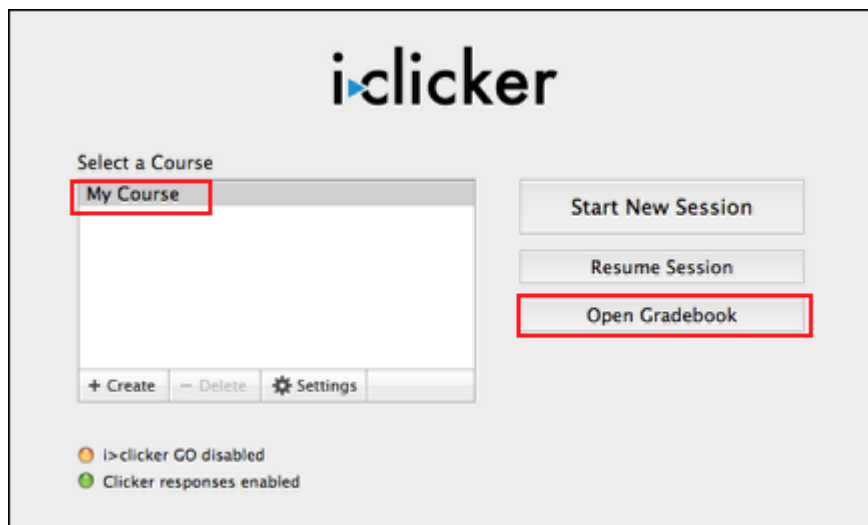 i▸clicker
Select a Course
My Course
Start New Session
Resume Session
Open Gradebook
+ Create
− Delete
Settings
i>clicker GO disabled
Clicker responses enabled